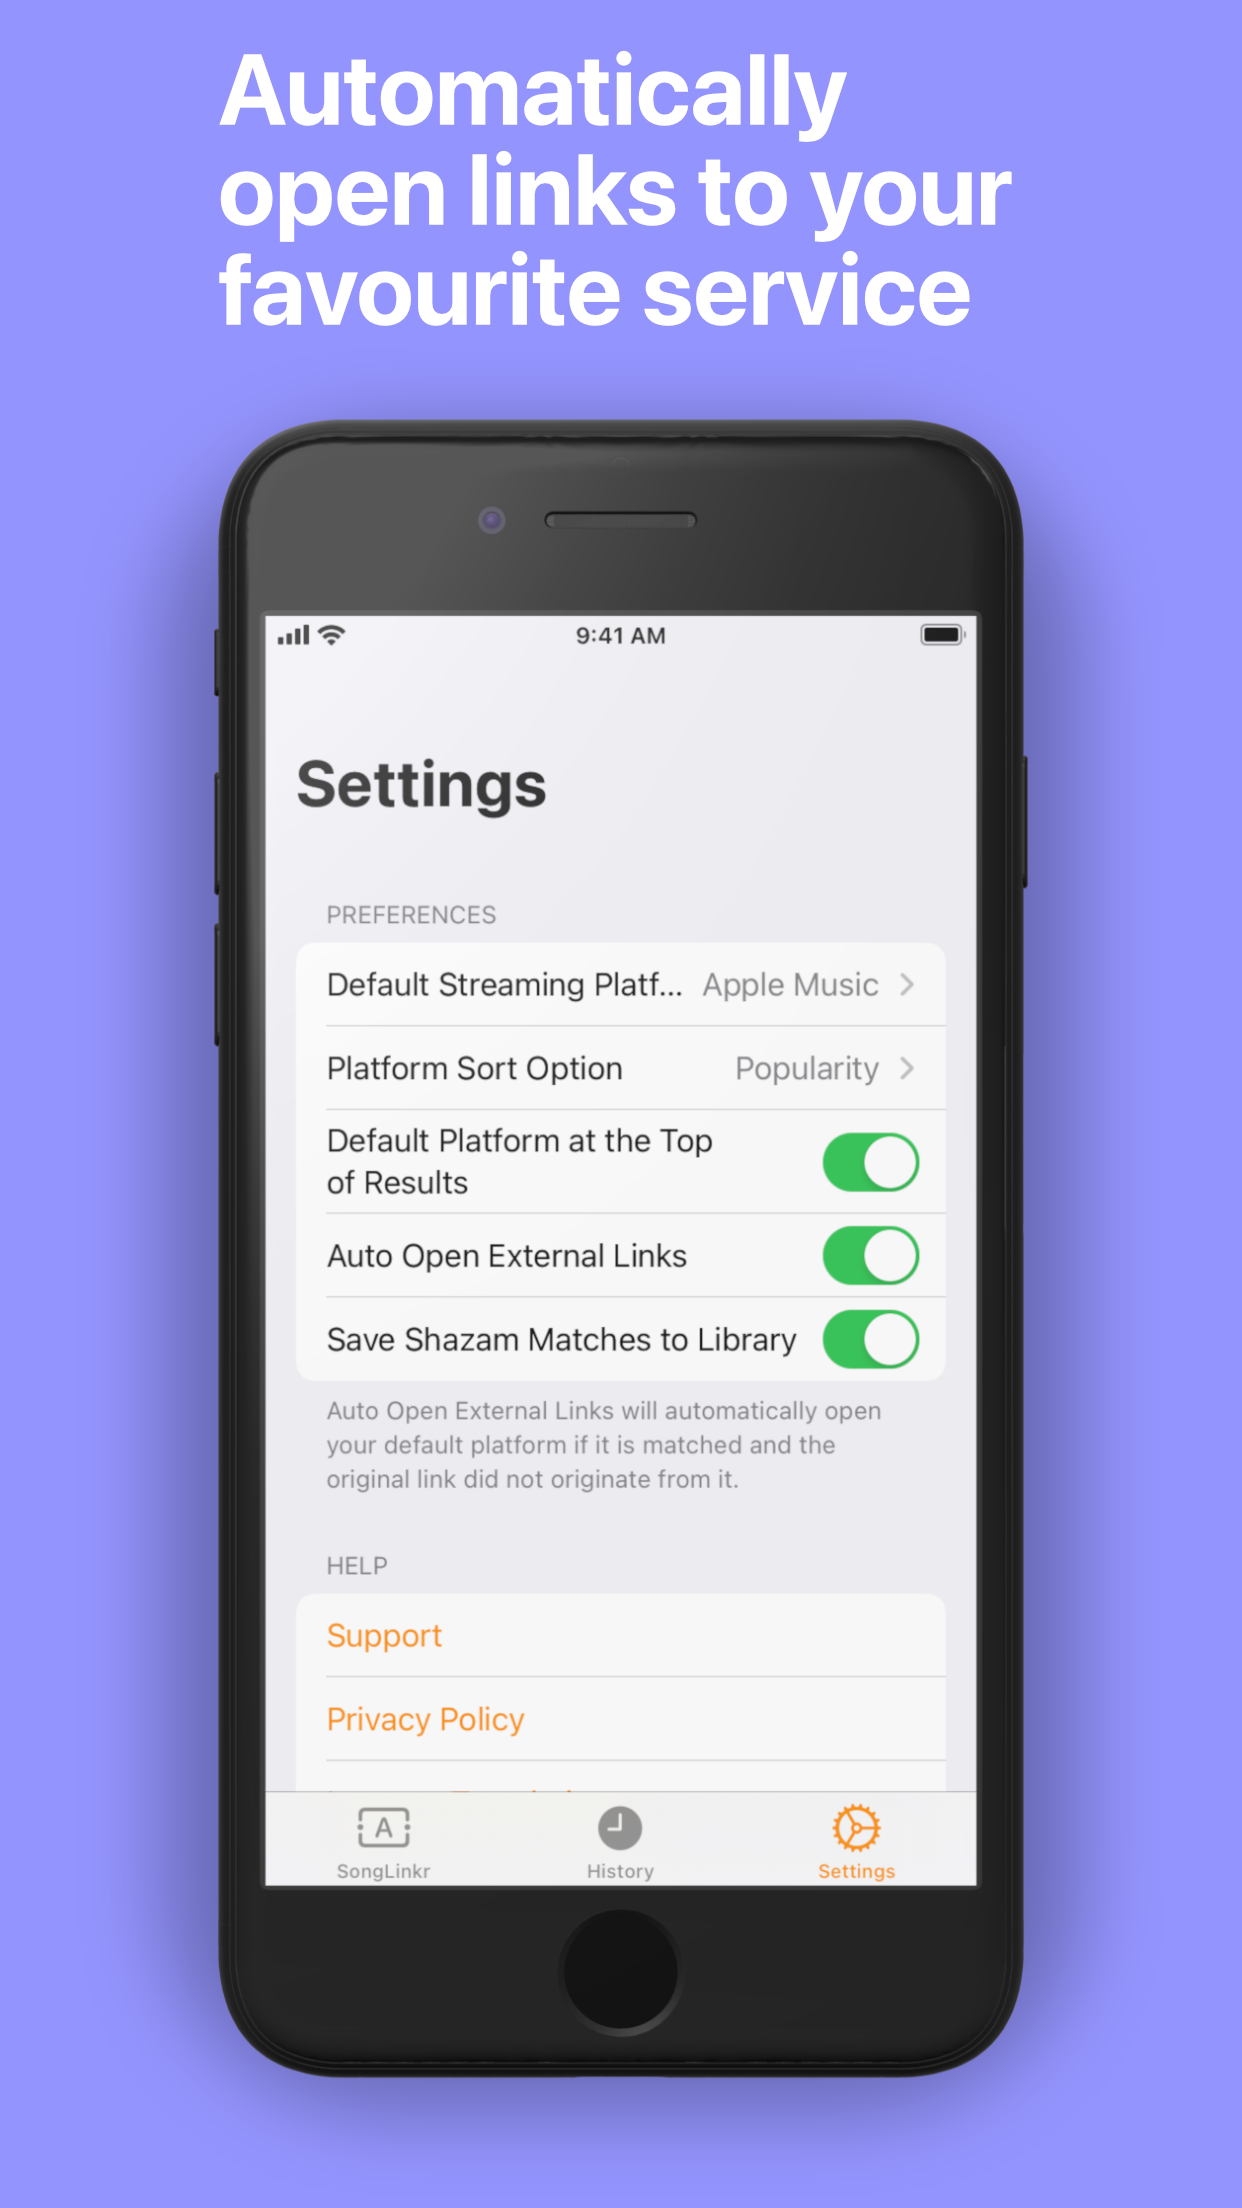 Automatically
open links to your
favourite service
9:41 AM
Settings
PREFERENCES
Default Streaming Platf... Apple Music
Platform Sort Option Popularity
Default Platform at the Top
of Results
Auto Open External Links
Save Shazam Matches to Library
Auto Open External Links will automatically open
your default platform if it is matched and the
original link did not originate from it.
HELP
Support
Privacy Policy
A
SongLinkr History Settings